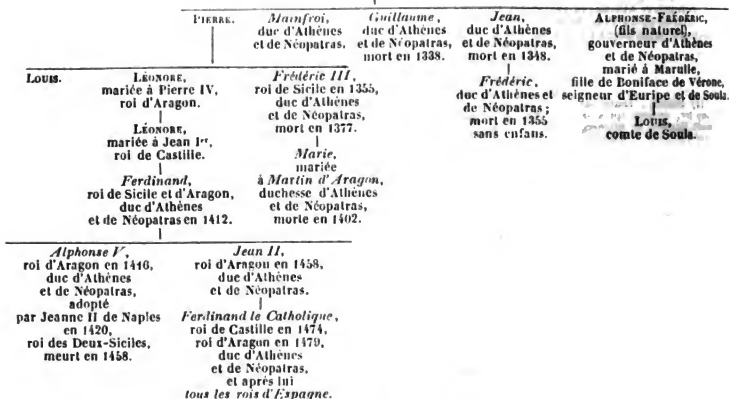 PIERRE.
Mainfroi,
duc d'Athènes
et de Néopatras.
Guillaume,
duc d'Athènes
et de Néopatras,
mort en 1338.
Jean,
duc d'Athènes
et de Néopatras,
mort en 1348.
Frédéric,
duc d'Athènes et
de Néopatras;
mort en 1355
sans enfans.
ALPHONSE-FRÉDÉRIC,
(fils naturel),
gouverneur d'Athènes
et de Néopatras,
marié à Marulle,
fille de Boniface de Vérone,
seigneur d'Euripe et de Soula.
LOUIS,
comte de Soula.
LOUIS.
LÉONORE,
mariée à Pierre IV,
roi d'Aragon.
LÉONORE,
mariée à Jean Ier,
roi de Castille.
Ferdinand,
roi de Sicile et d'Aragon,
duc d'Athènes
et de Néopatras en 1412.
Frédéric III,
roi de Sicile en 1355,
duc d'Athènes
et de Néopatras,
mort en 1377.
Marie,
mariée
à Martin d'Aragon,
duchesse d'Athènes
et de Néopatras,
morte en 1402.
Alphonse V,
roi d'Aragon en 1416,
duc d'Athènes
et de Néopatras,
adopté
par Jeanne II de Naples
en 1420,
roi des Deux-Siciles,
meurt en 1458.
Jean II,
roi d'Aragon en 1458,
duc d'Athènes
et de Néopatras.
Ferdinand le Catholique,
roi de Castille en 1474,
roi d'Aragon en 1479,
duc d'Athènes
et de Néopatras,
et après lui
tous les rois d'Espagne.